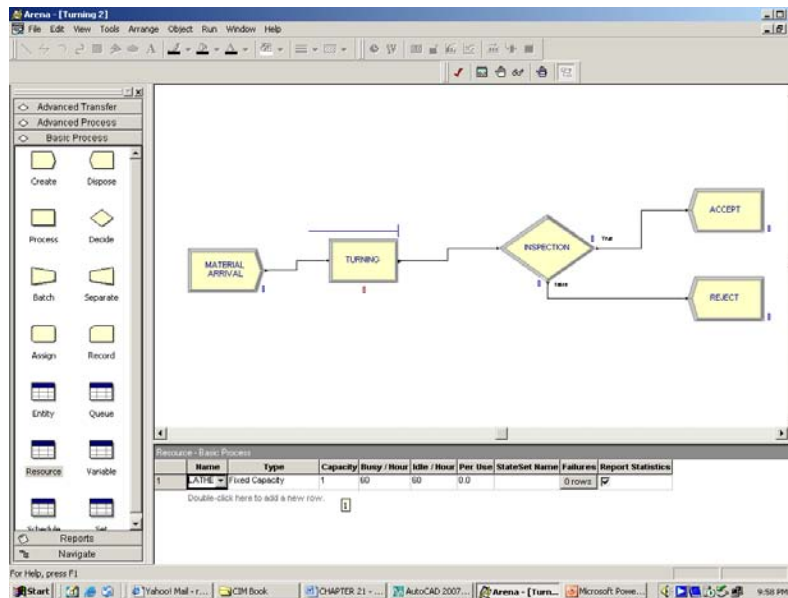 Arena - [Turning 2]
File Edit View Tools Arrange Object Run Window Help
Advanced Transfer
Advanced Process
Basic Process
Create Dispose
Process Decide
Batch Separate
Assign Record
Entity Queue
Resource Variable
Schedule Set
Reports
Navigate
MATERIAL
ARRIVAL
TURNING
INSPECTION
True
False
ACCEPT
REJECT
Resource - Basic Process
Name Type Capacity Busy / Hour Idle / Hour Per Use StateSet Name Failures Report Statistics
1 LATHE Fixed Capacity 1 60 60 0.0 0 rows
Double-click here to add a new row.
For Help, press F1
Start Yahoo! Mail - r... CIM Book CHAPTER 21 - ... AutoCAD 2007... Arena - [Turn... Microsoft Powe... 9:58 PM